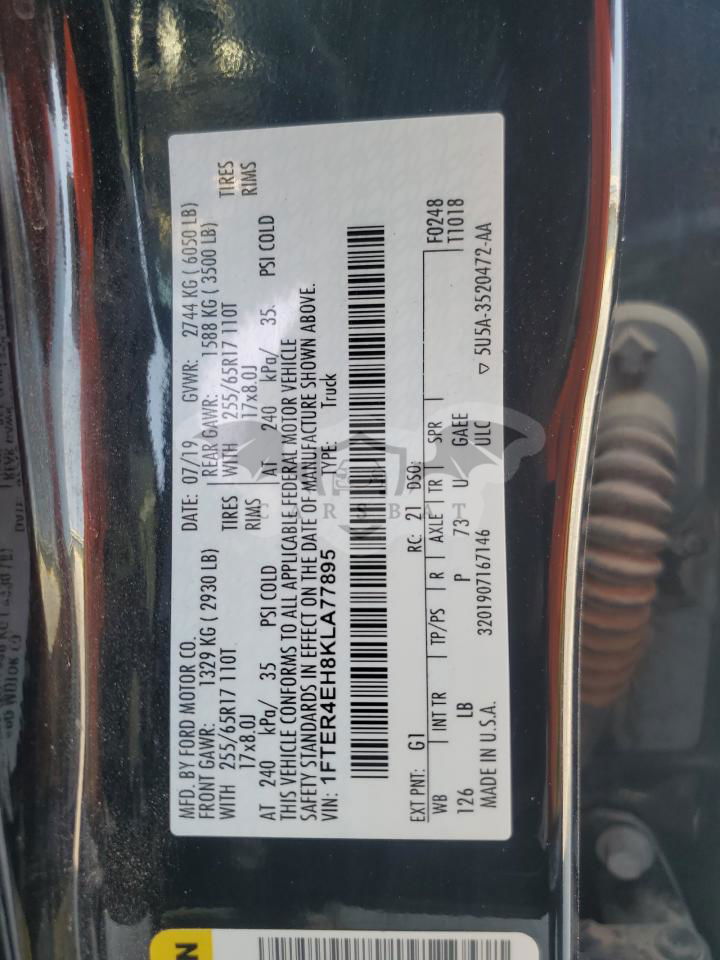 MFD. BY FORD MOTOR CO. DATE: 07/19 GVWR: 2744 KG ( 6050 LB)
FRONT GAWR: 1329 KG ( 2930 LB) REAR GAWR: 1588 KG ( 3500 LB)
WITH 255/65R17 110T TIRES WITH 255/65R17 110T TIRES
17x8.0J RIMS 17x8.0J RIMS
AT 240 kPa/ 35 PSI COLD AT 240 kPa/ 35. PSI COLD
THIS VEHICLE CONFORMS TO ALL APPLICABLE FEDERAL MOTOR VEHICLE
SAFETY STANDARDS IN EFFECT ON THE DATE OF MANUFACTURE SHOWN ABOVE.
VIN: 1FTER4EH8KLA77895 TYPE: Truck
EXT PNT: G1 RC: 21 DSO: F0248
WB INT TR TP/PS R AXLE TR SPR T1018
126 LB P 73 U GAEE
MADE IN U.S.A. 3201907167146 ULC ▽ 5U5A-3520472-AA
CARSBAT
N